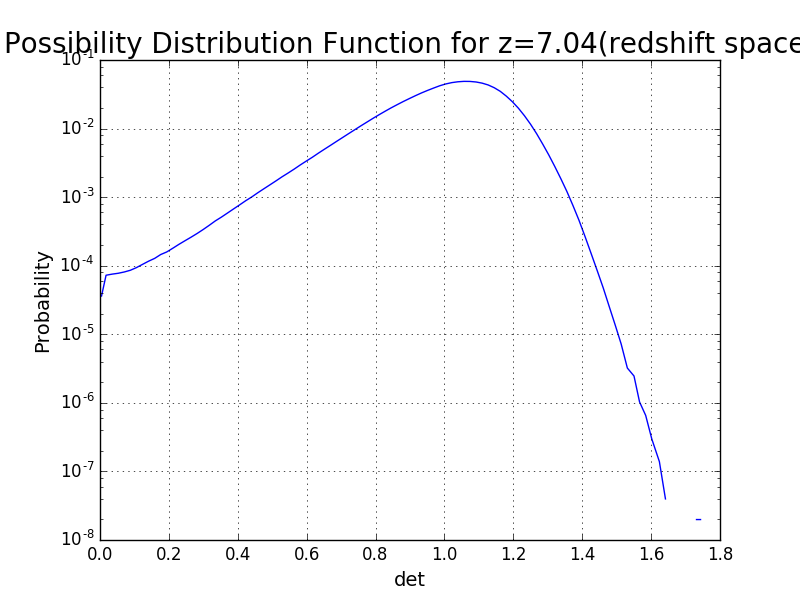 Possibility Distribution Function for z=7.04(redshift space
10^-1
10^-2
10^-3
10^-4
10^-5
10^-6
10^-7
10^-8
Probability
0.0 0.2 0.4 0.6 0.8 1.0 1.2 1.4 1.6 1.8
det